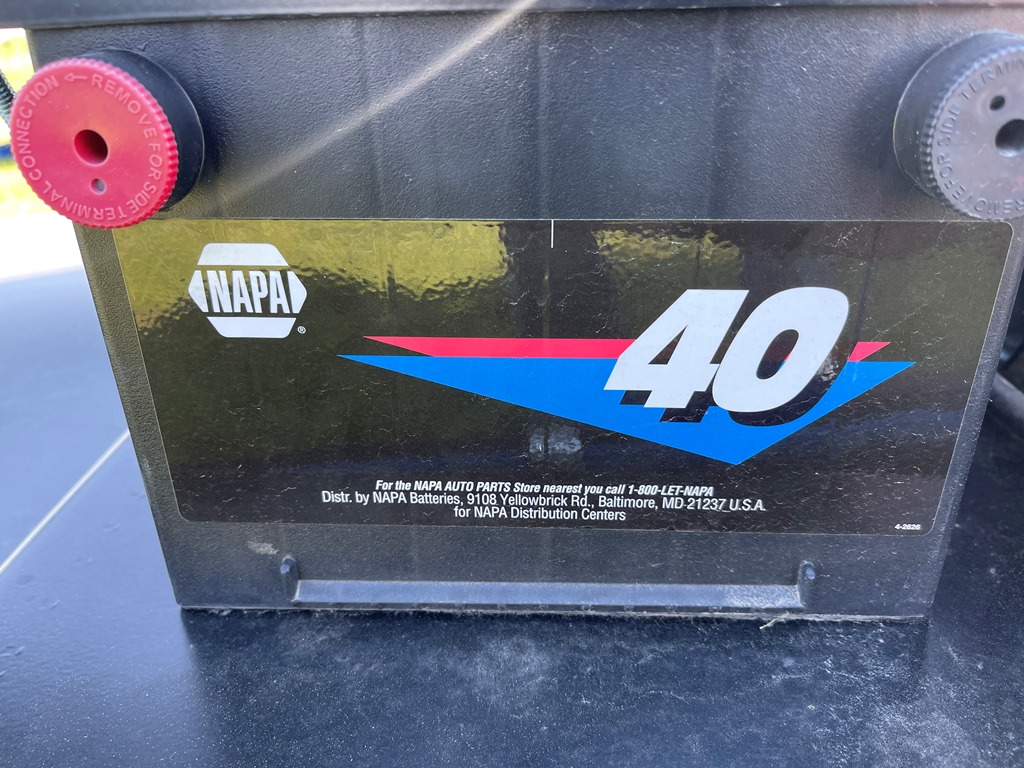 REMOVE FOR SIDE TERMINAL CONNECTION
REMOVE FOR SIDE TERMIN
NAPA®
40
For the NAPA AUTO PARTS Store nearest you call 1-800-LET-NAPA
Distr. by NAPA Batteries, 9108 Yellowbrick Rd., Baltimore, MD 21237 U.S.A.
for NAPA Distribution Centers
4-2626